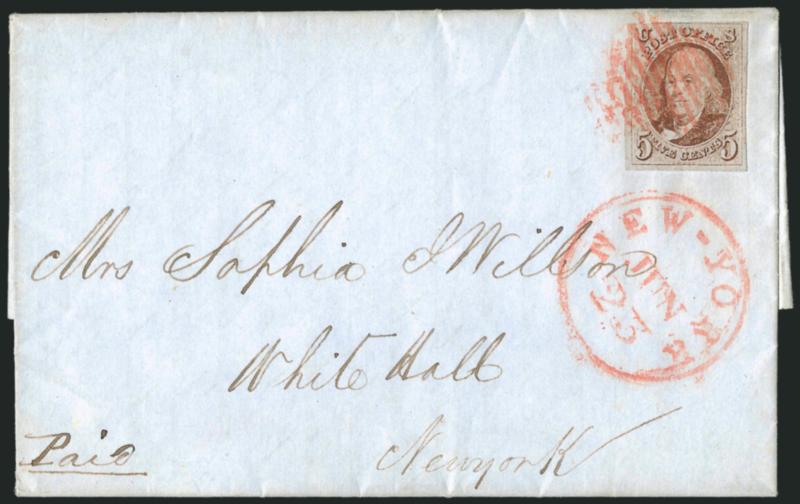 U S
POST OFFICE
5 FIVE CENTS 5
NEW-YORK
JUN
23
Mrs Sophia J Willson
White Hall
Newyork
Paid